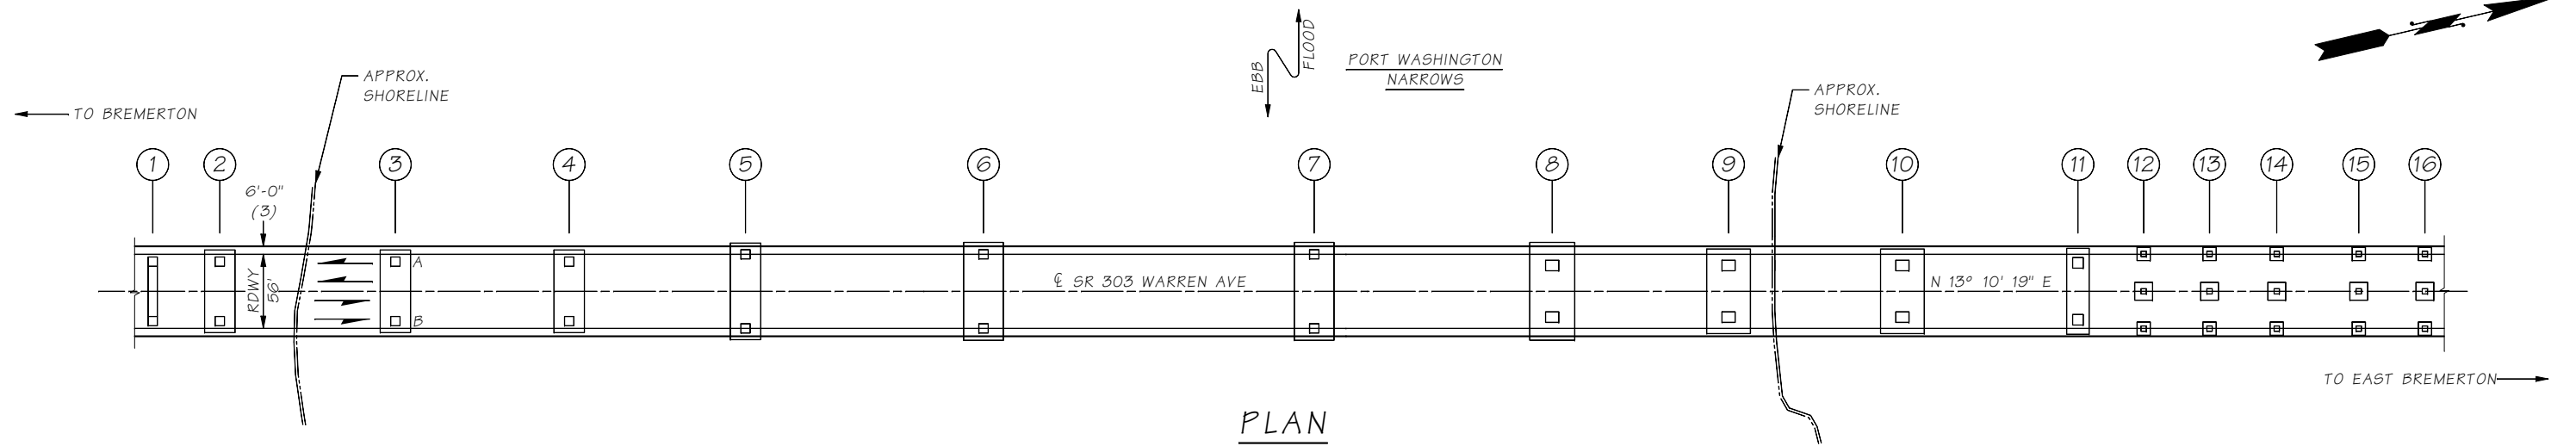 EBB
FLOOD
PORT WASHINGTON
NARROWS
APPROX.
SHORELINE
APPROX.
SHORELINE
TO BREMERTON
1
2
3
4
5
6
7
8
9
10
11
12
13
14
15
16
6'-0"
(3)
RDWY
56'
A
B
℄ SR 303 WARREN AVE
N 13° 10' 19" E
TO EAST BREMERTON
PLAN